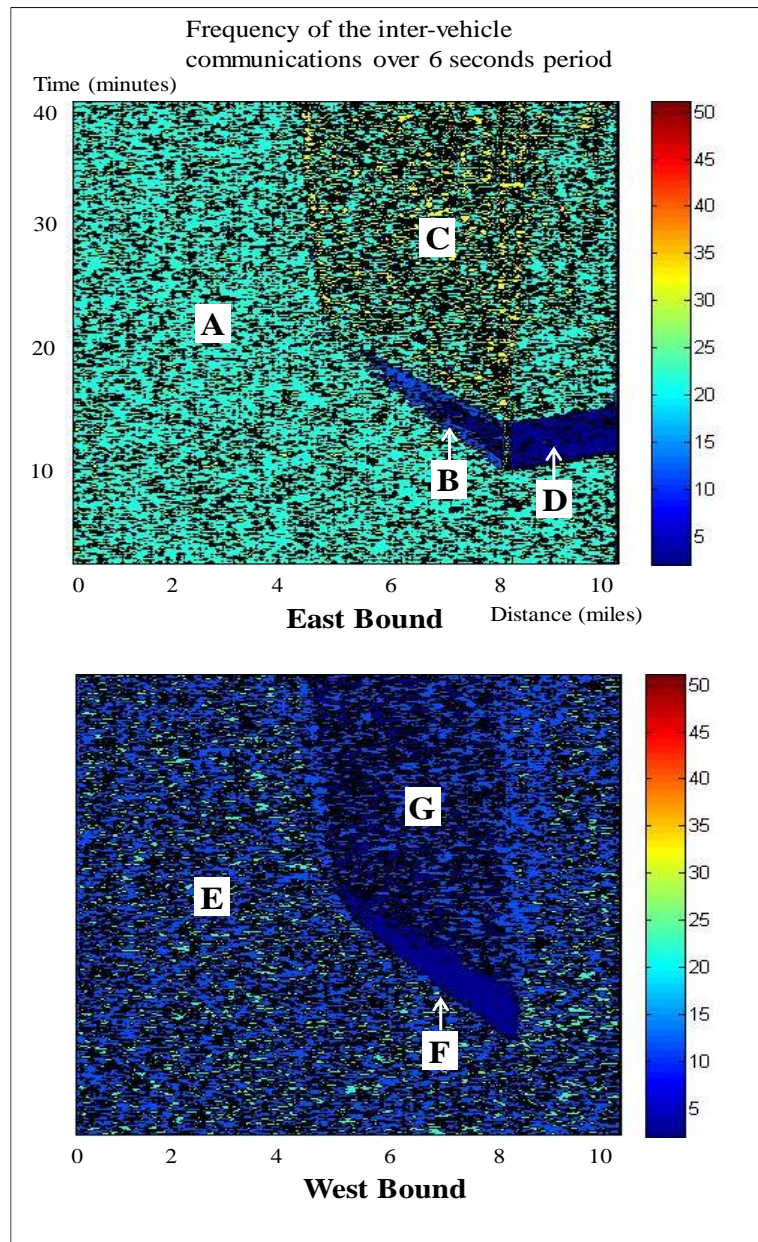 Frequency of the inter-vehicle
communications over 6 seconds period
Time (minutes)
40
30
20
10
A
B
C
D
50
45
40
35
30
25
20
15
10
5
0 2 4 6 8 10
East Bound
Distance (miles)
E
F
G
50
45
40
35
30
25
20
15
10
5
0 2 4 6 8 10
West Bound